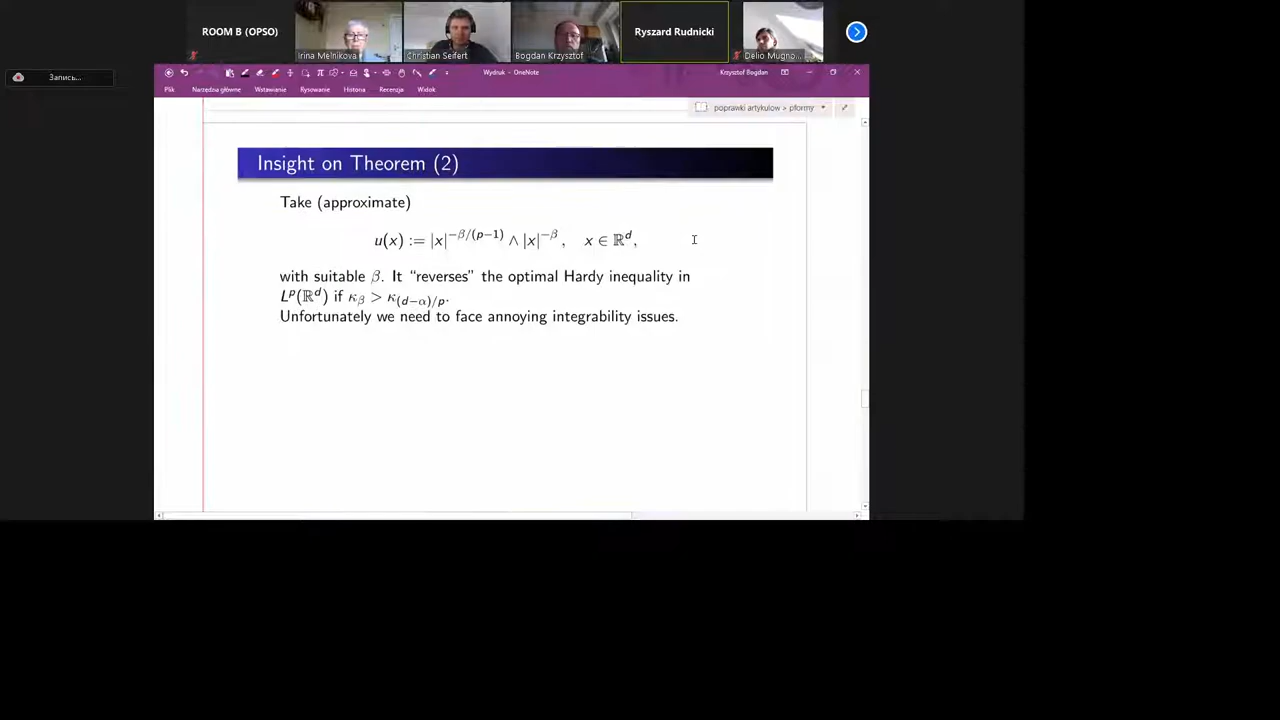 ROOM B (OPSO)
Irina Melnikova
Christian Seifert
Bogdan Krzysztof
Ryszard Rudnicki
Delio Mugno...
Запись...
Wydruk - OneNote
Krzysztof Bogdan
Plik Narzędzia główne Wstawianie Rysowanie Historia Recenzja Widok
poprawki artykulow > pformy
Insight on Theorem (2)
Take (approximate)
u(x) := |x|^{-β/(p-1)} ∧ |x|^{-β}, x ∈ ℝ^d,
with suitable β. It “reverses” the optimal Hardy inequality in
L^p(ℝ^d) if κ_β > κ_{(d-α)/p}.
Unfortunately we need to face annoying integrability issues.